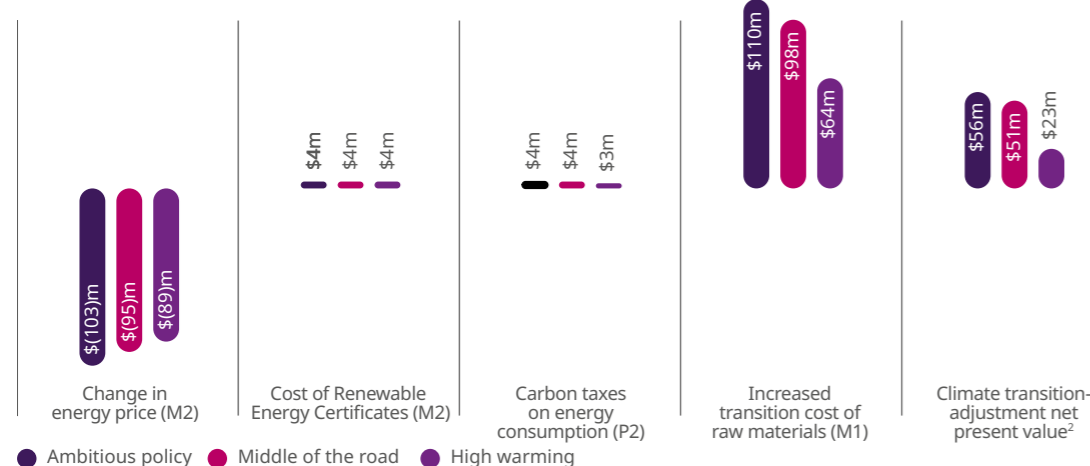 $(103)m
$(95)m
$(89)m
$4m
$4m
$4m
$4m
$4m
$3m
$110m
$98m
$64m
$56m
$51m
$23m
Change in
energy price (M2)
Cost of Renewable
Energy Certificates (M2)
Carbon taxes
on energy
consumption (P2)
Increased
transition cost of
raw materials (M1)
Climate transition-
adjustment net
present value²
Ambitious policy
Middle of the road
High warming